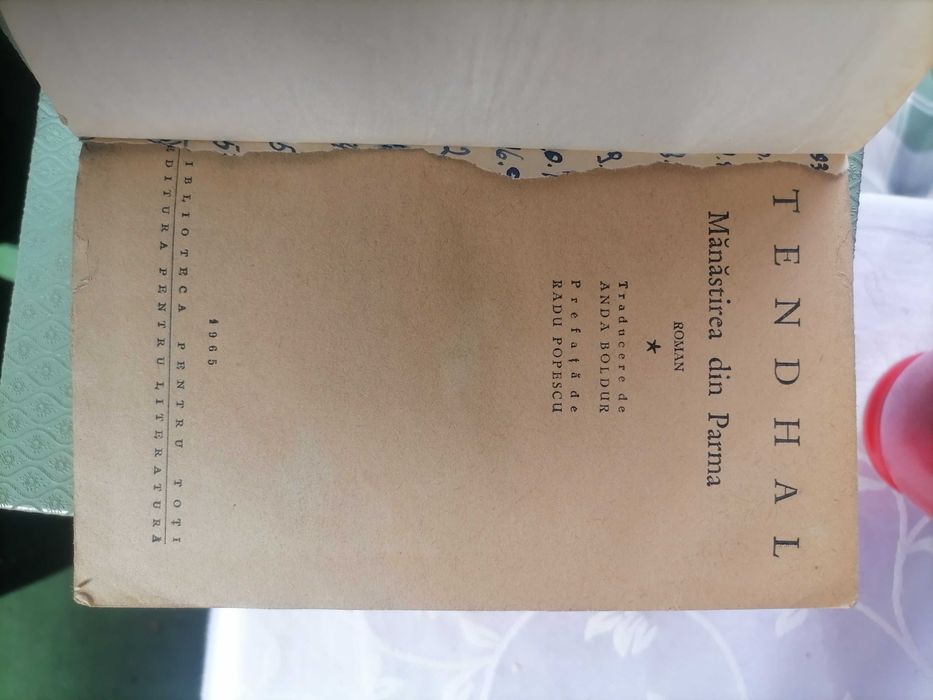 TENDHAL
Mănăstirea din Parma
ROMAN
Traducere de
ANDA BOLDUR
Prefață de
RADU POPESCU
1965
IBLIOTECA PENTRU TOȚI
DITURA PENTRU LITERATURĂ